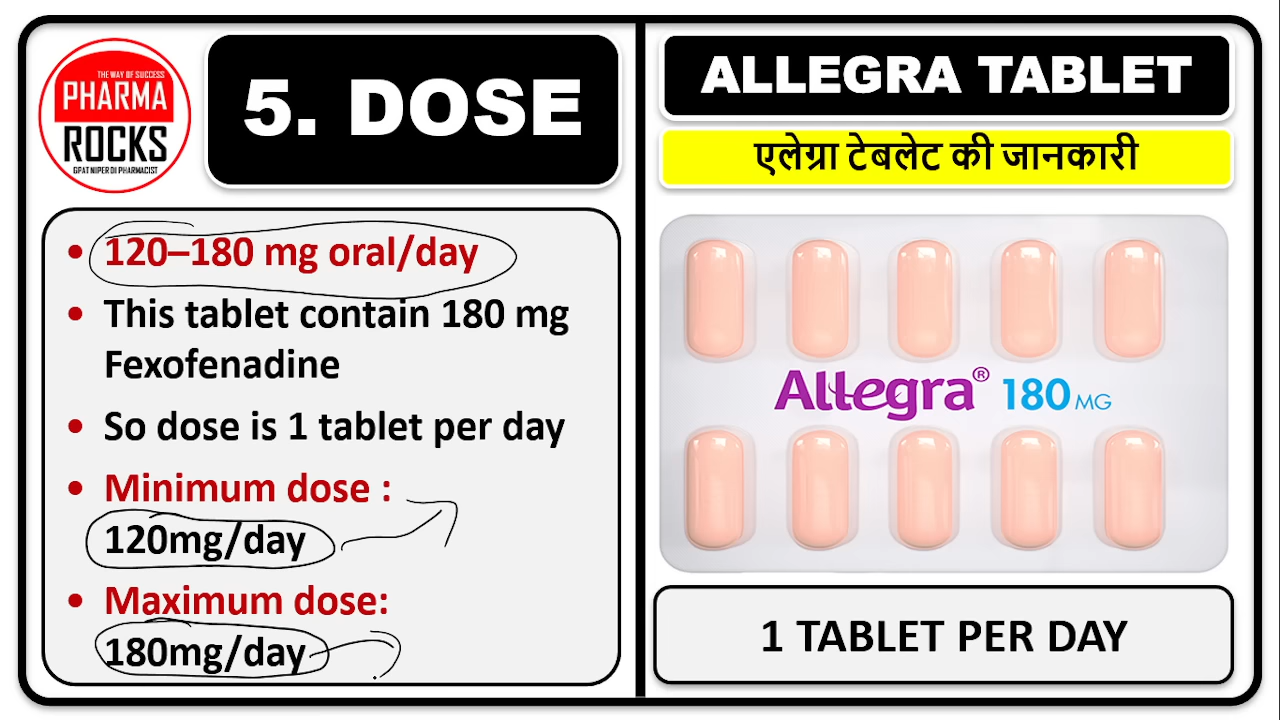 THE WAY OF SUCCESS
PHARMA
ROCKS
GPAT NIPER DI PHARMACIST
5. DOSE
• 120–180 mg oral/day
• This tablet contain 180 mg
Fexofenadine
• So dose is 1 tablet per day
• Minimum dose :
120mg/day
• Maximum dose:
180mg/day
ALLEGRA TABLET
एलेग्रा टेबलेट की जानकारी
Allegra® 180 MG
1 TABLET PER DAY